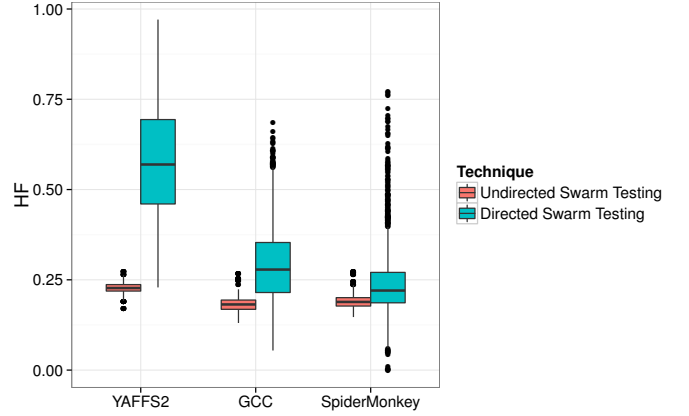 1.00
0.75
0.50
0.25
0.00
HF
YAFFS2 GCC SpiderMonkey
Technique
Undirected Swarm Testing
Directed Swarm Testing